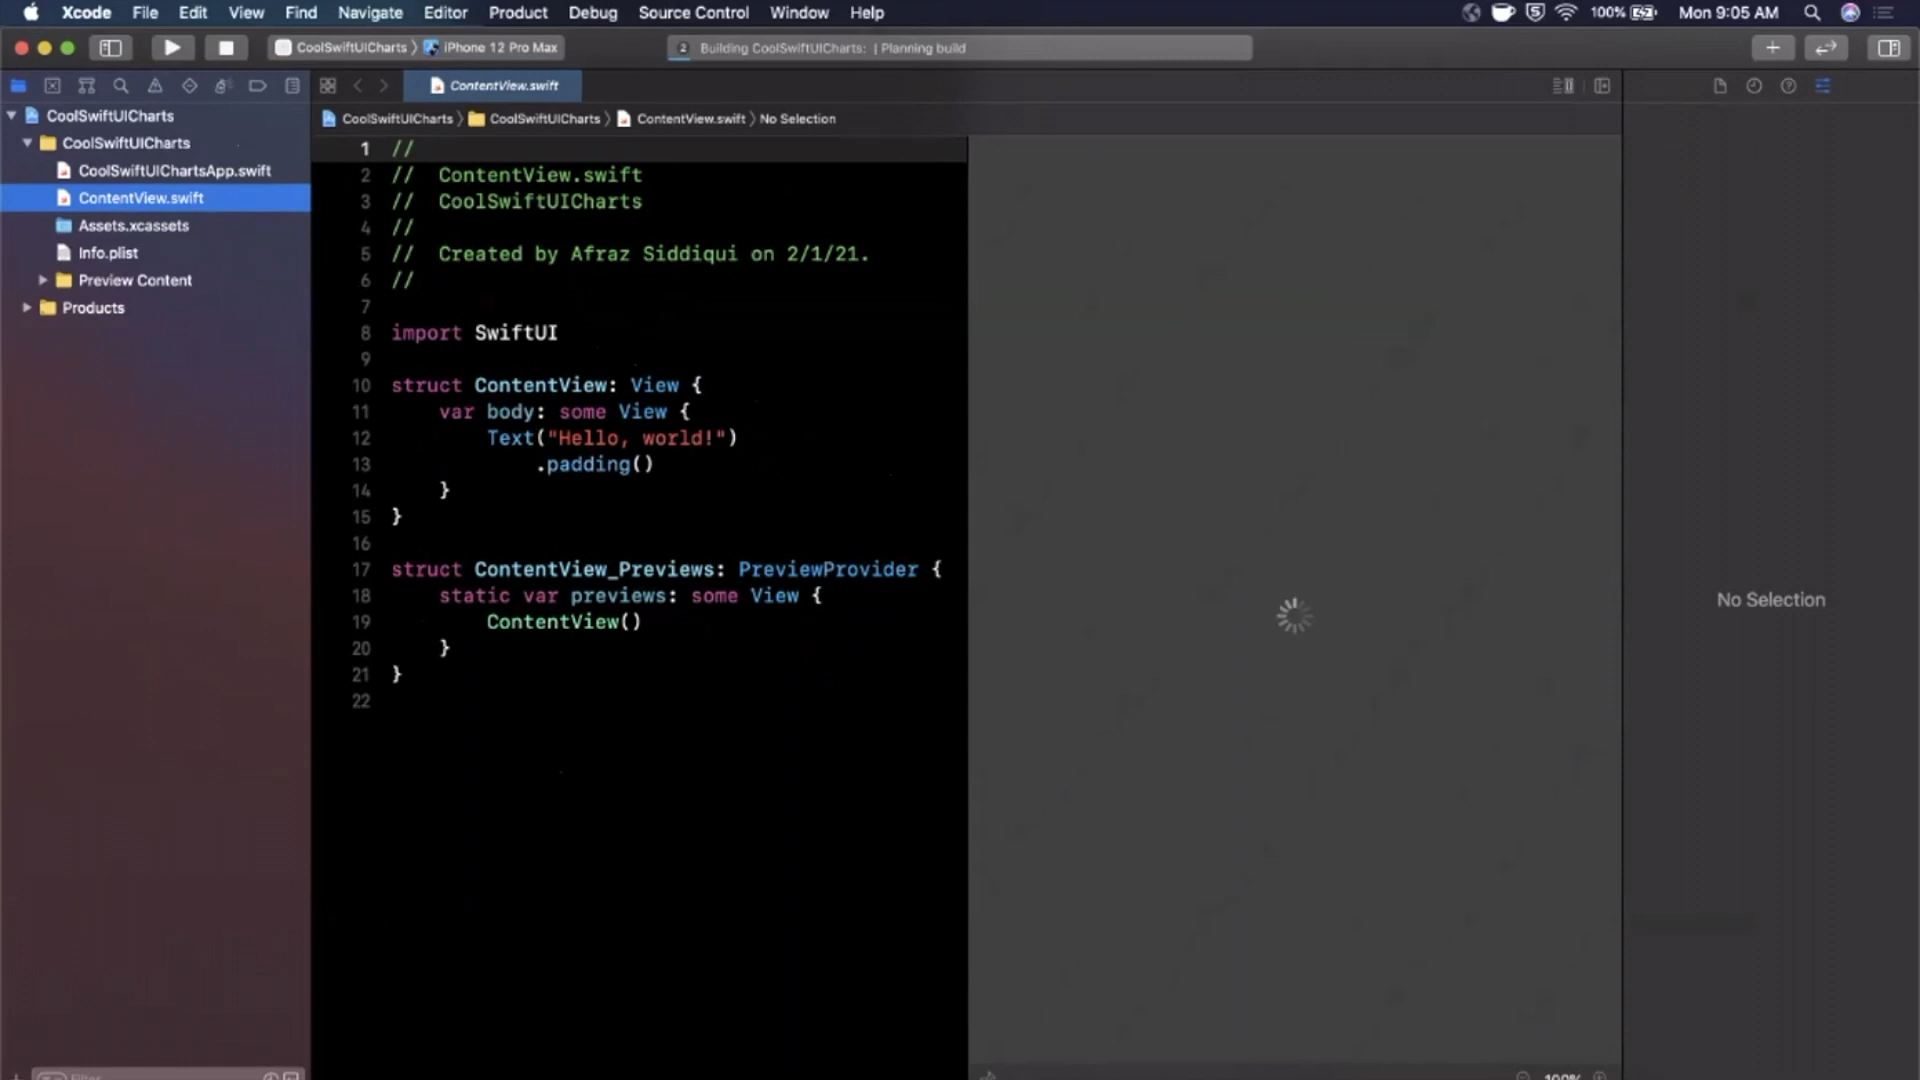 Xcode File Edit View Find Navigate Editor Product Debug Source Control Window Help 100% Mon 9:05 AM
CoolSwiftUICharts iPhone 12 Pro Max 2 Building CoolSwiftUICharts: | Planning build
ContentView.swift
CoolSwiftUICharts CoolSwiftUICharts ContentView.swift No Selection
CoolSwiftUICharts
CoolSwiftUICharts
CoolSwiftUIChartsApp.swift
ContentView.swift
Assets.xcassets
Info.plist
Preview Content
Products
Filter
1 //
2 // ContentView.swift
3 // CoolSwiftUICharts
4 //
5 // Created by Afraz Siddiqui on 2/1/21.
6 //
7
8 import SwiftUI
9
10 struct ContentView: View {
11 var body: some View {
12 Text("Hello, world!")
13 .padding()
14 }
15 }
16
17 struct ContentView_Previews: PreviewProvider {
18 static var previews: some View {
19 ContentView()
20 }
21 }
22
100%
No Selection